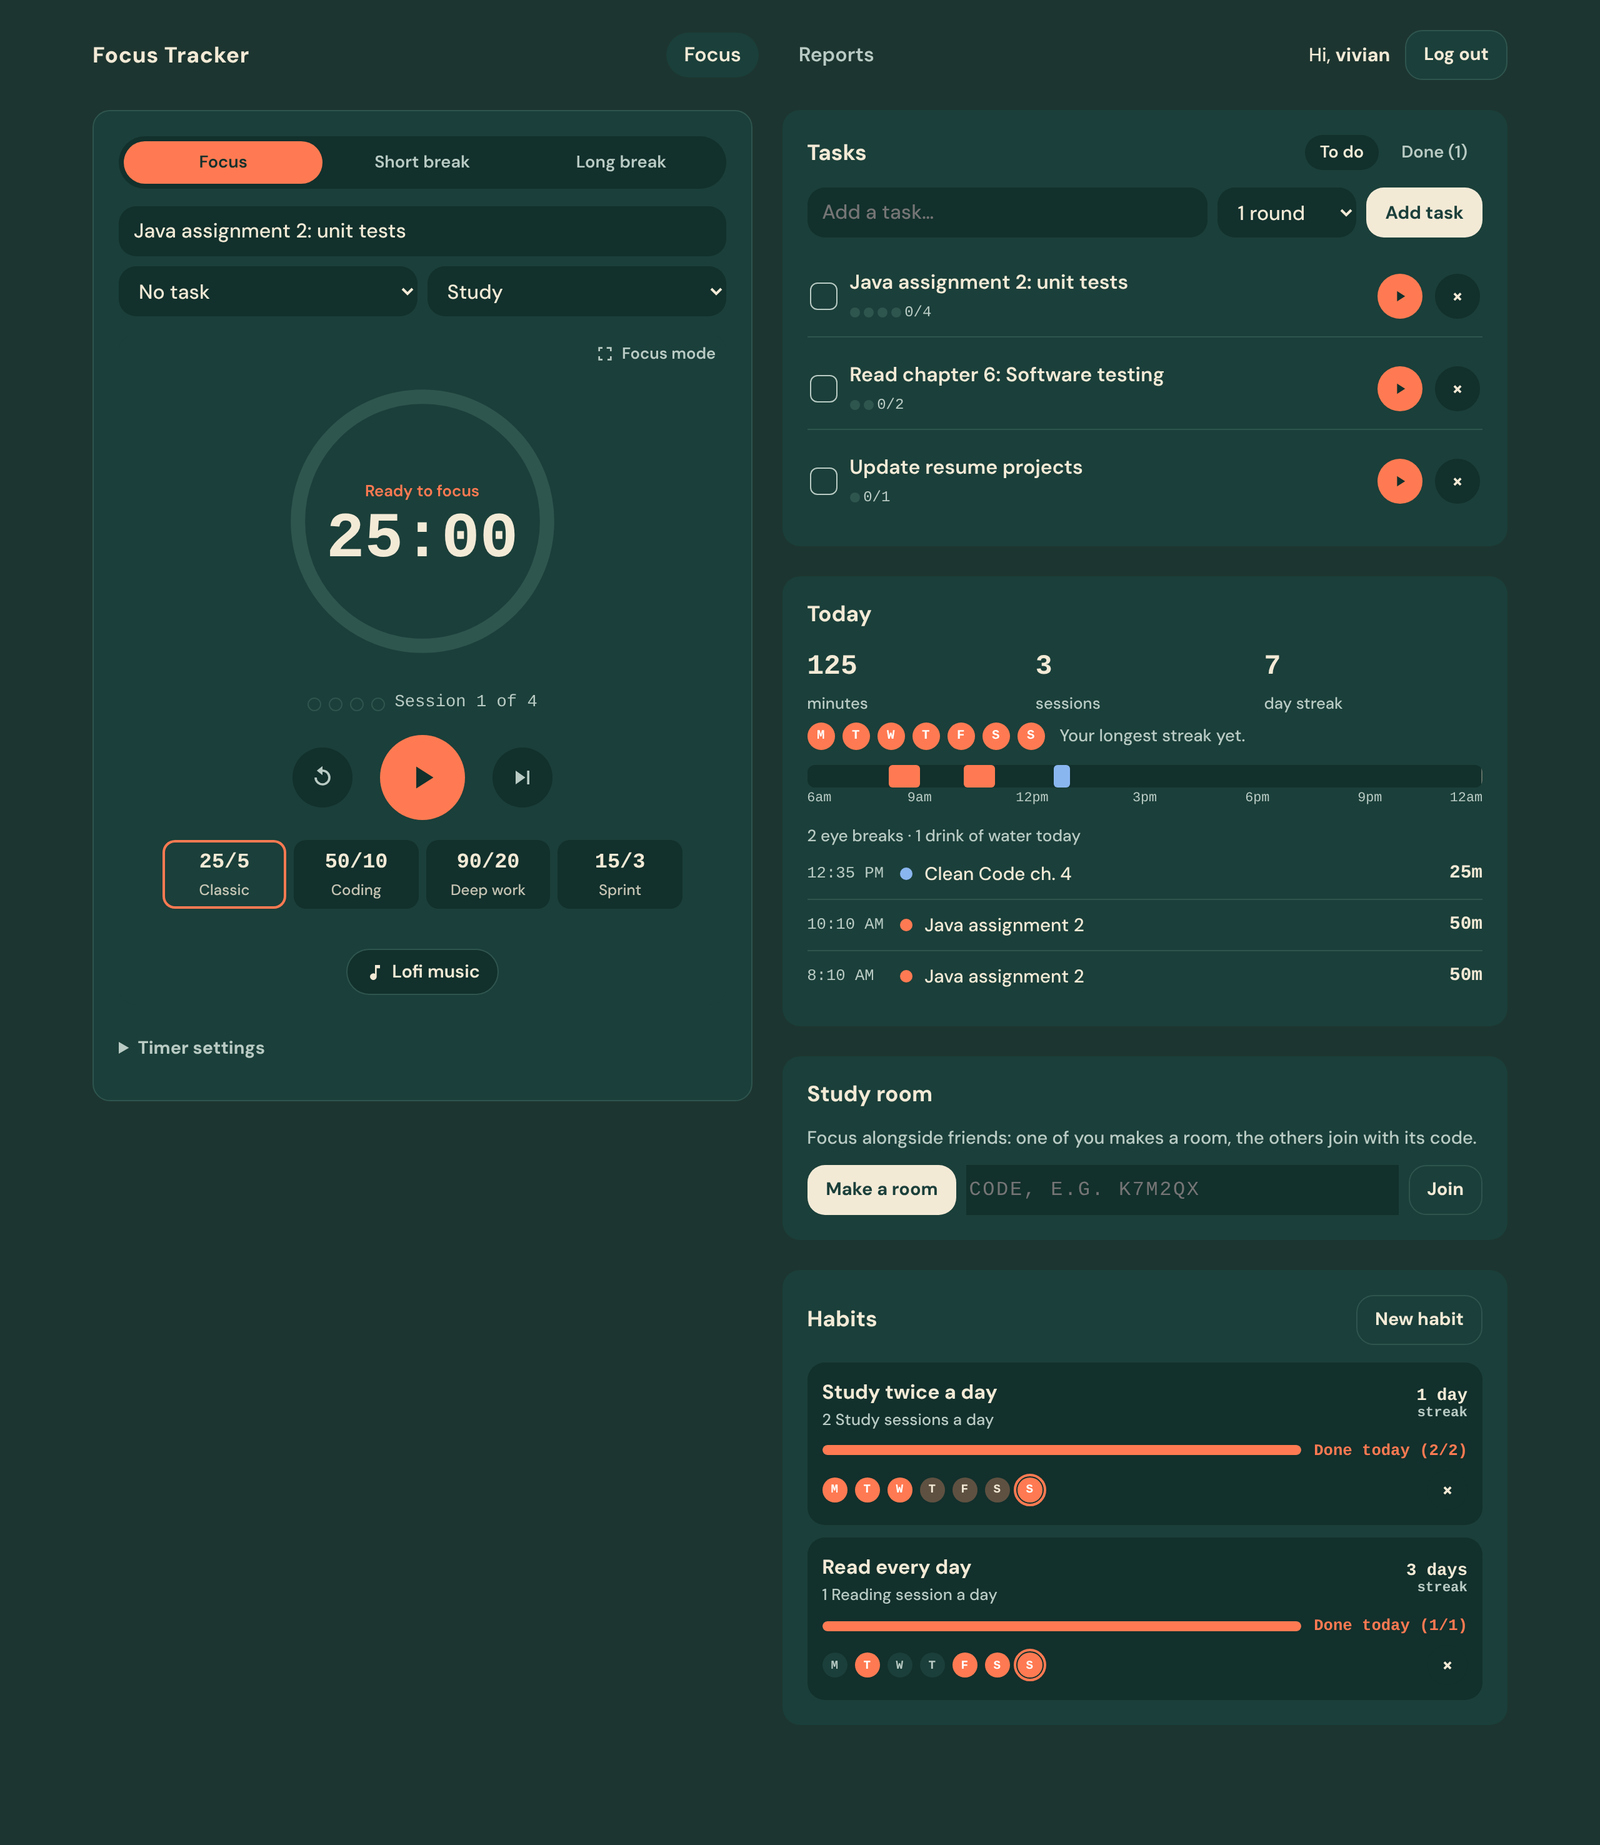 Focus Tracker
Focus
Reports
Hi, vivian
Log out
Focus
Short break
Long break
Java assignment 2: unit tests
No task
Study
Focus mode
Ready to focus
25:00
Session 1 of 4
25/5
Classic
50/10
Coding
90/20
Deep work
15/3
Sprint
Lofi music
Timer settings
Tasks
To do
Done (1)
Add a task...
1 round
Add task
Java assignment 2: unit tests
0/4
Read chapter 6: Software testing
0/2
Update resume projects
0/1
Today
125
minutes
3
sessions
7
day streak
M T W T F S S
Your longest streak yet.
6am 9am 12pm 3pm 6pm 9pm 12am
2 eye breaks · 1 drink of water today
12:35 PM Clean Code ch. 4 25m
10:10 AM Java assignment 2 50m
8:10 AM Java assignment 2 50m
Study room
Focus alongside friends: one of you makes a room, the others join with its code.
Make a room
CODE, E.G. K7M2QX
Join
Habits
New habit
Study twice a day
2 Study sessions a day
1 day
streak
Done today (2/2)
M T W T F S S
×
Read every day
1 Reading session a day
3 days
streak
Done today (1/1)
M T W T F S S
×